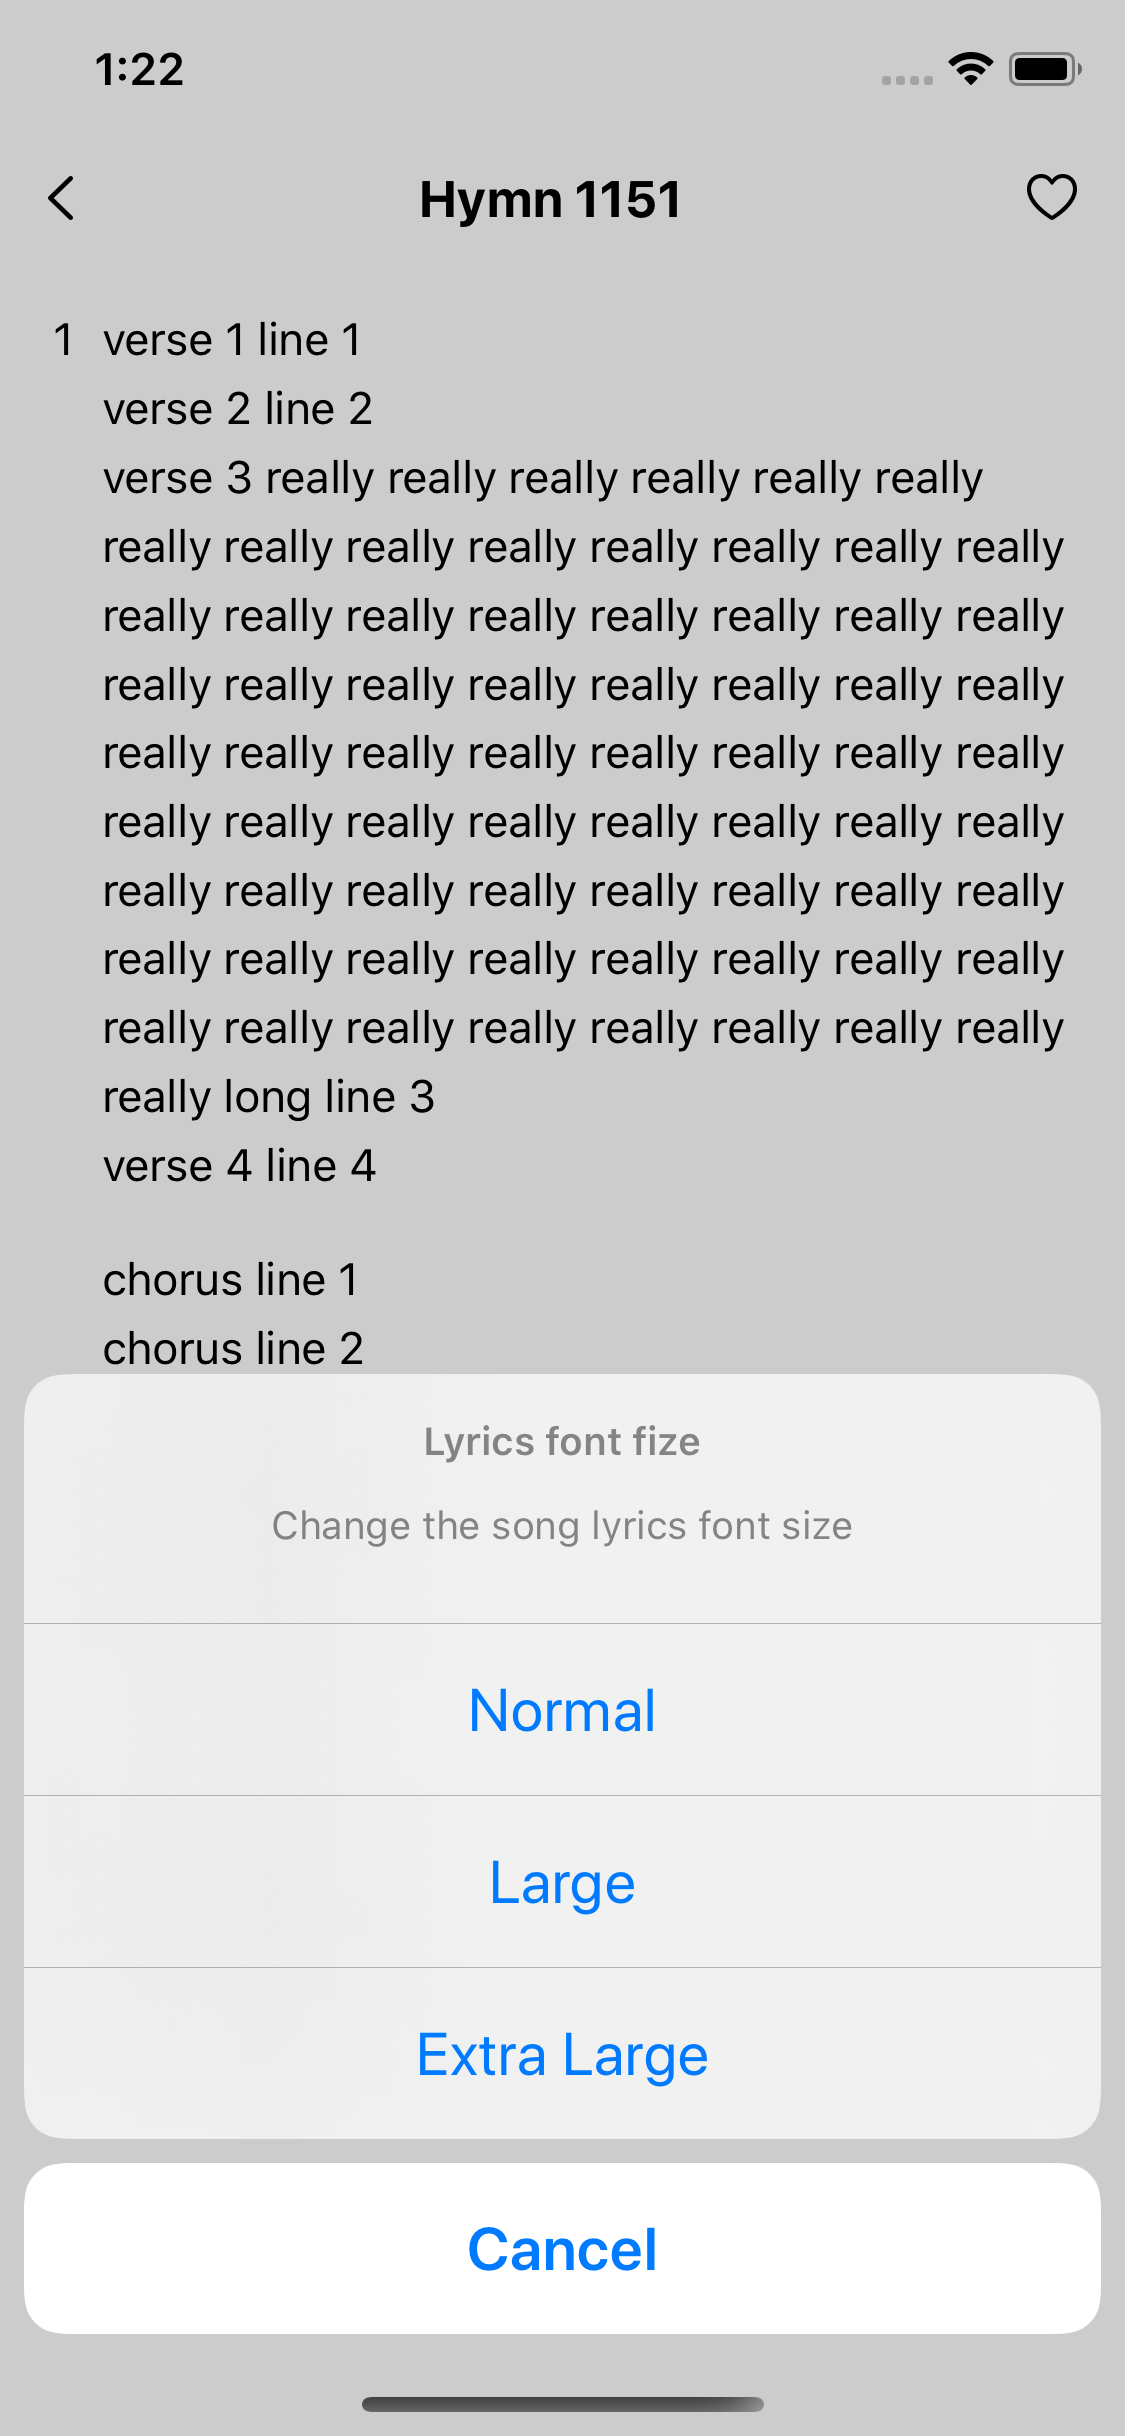 1:22
Hymn 1151
1 verse 1 line 1
verse 2 line 2
verse 3 really really really really really really
really really really really really really really really
really really really really really really really really
really really really really really really really really
really really really really really really really really
really really really really really really really really
really really really really really really really really
really really really really really really really really
really really really really really really really really
really long line 3
verse 4 line 4
chorus line 1
chorus line 2
Lyrics font fize
Change the song lyrics font size
Normal
Large
Extra Large
Cancel